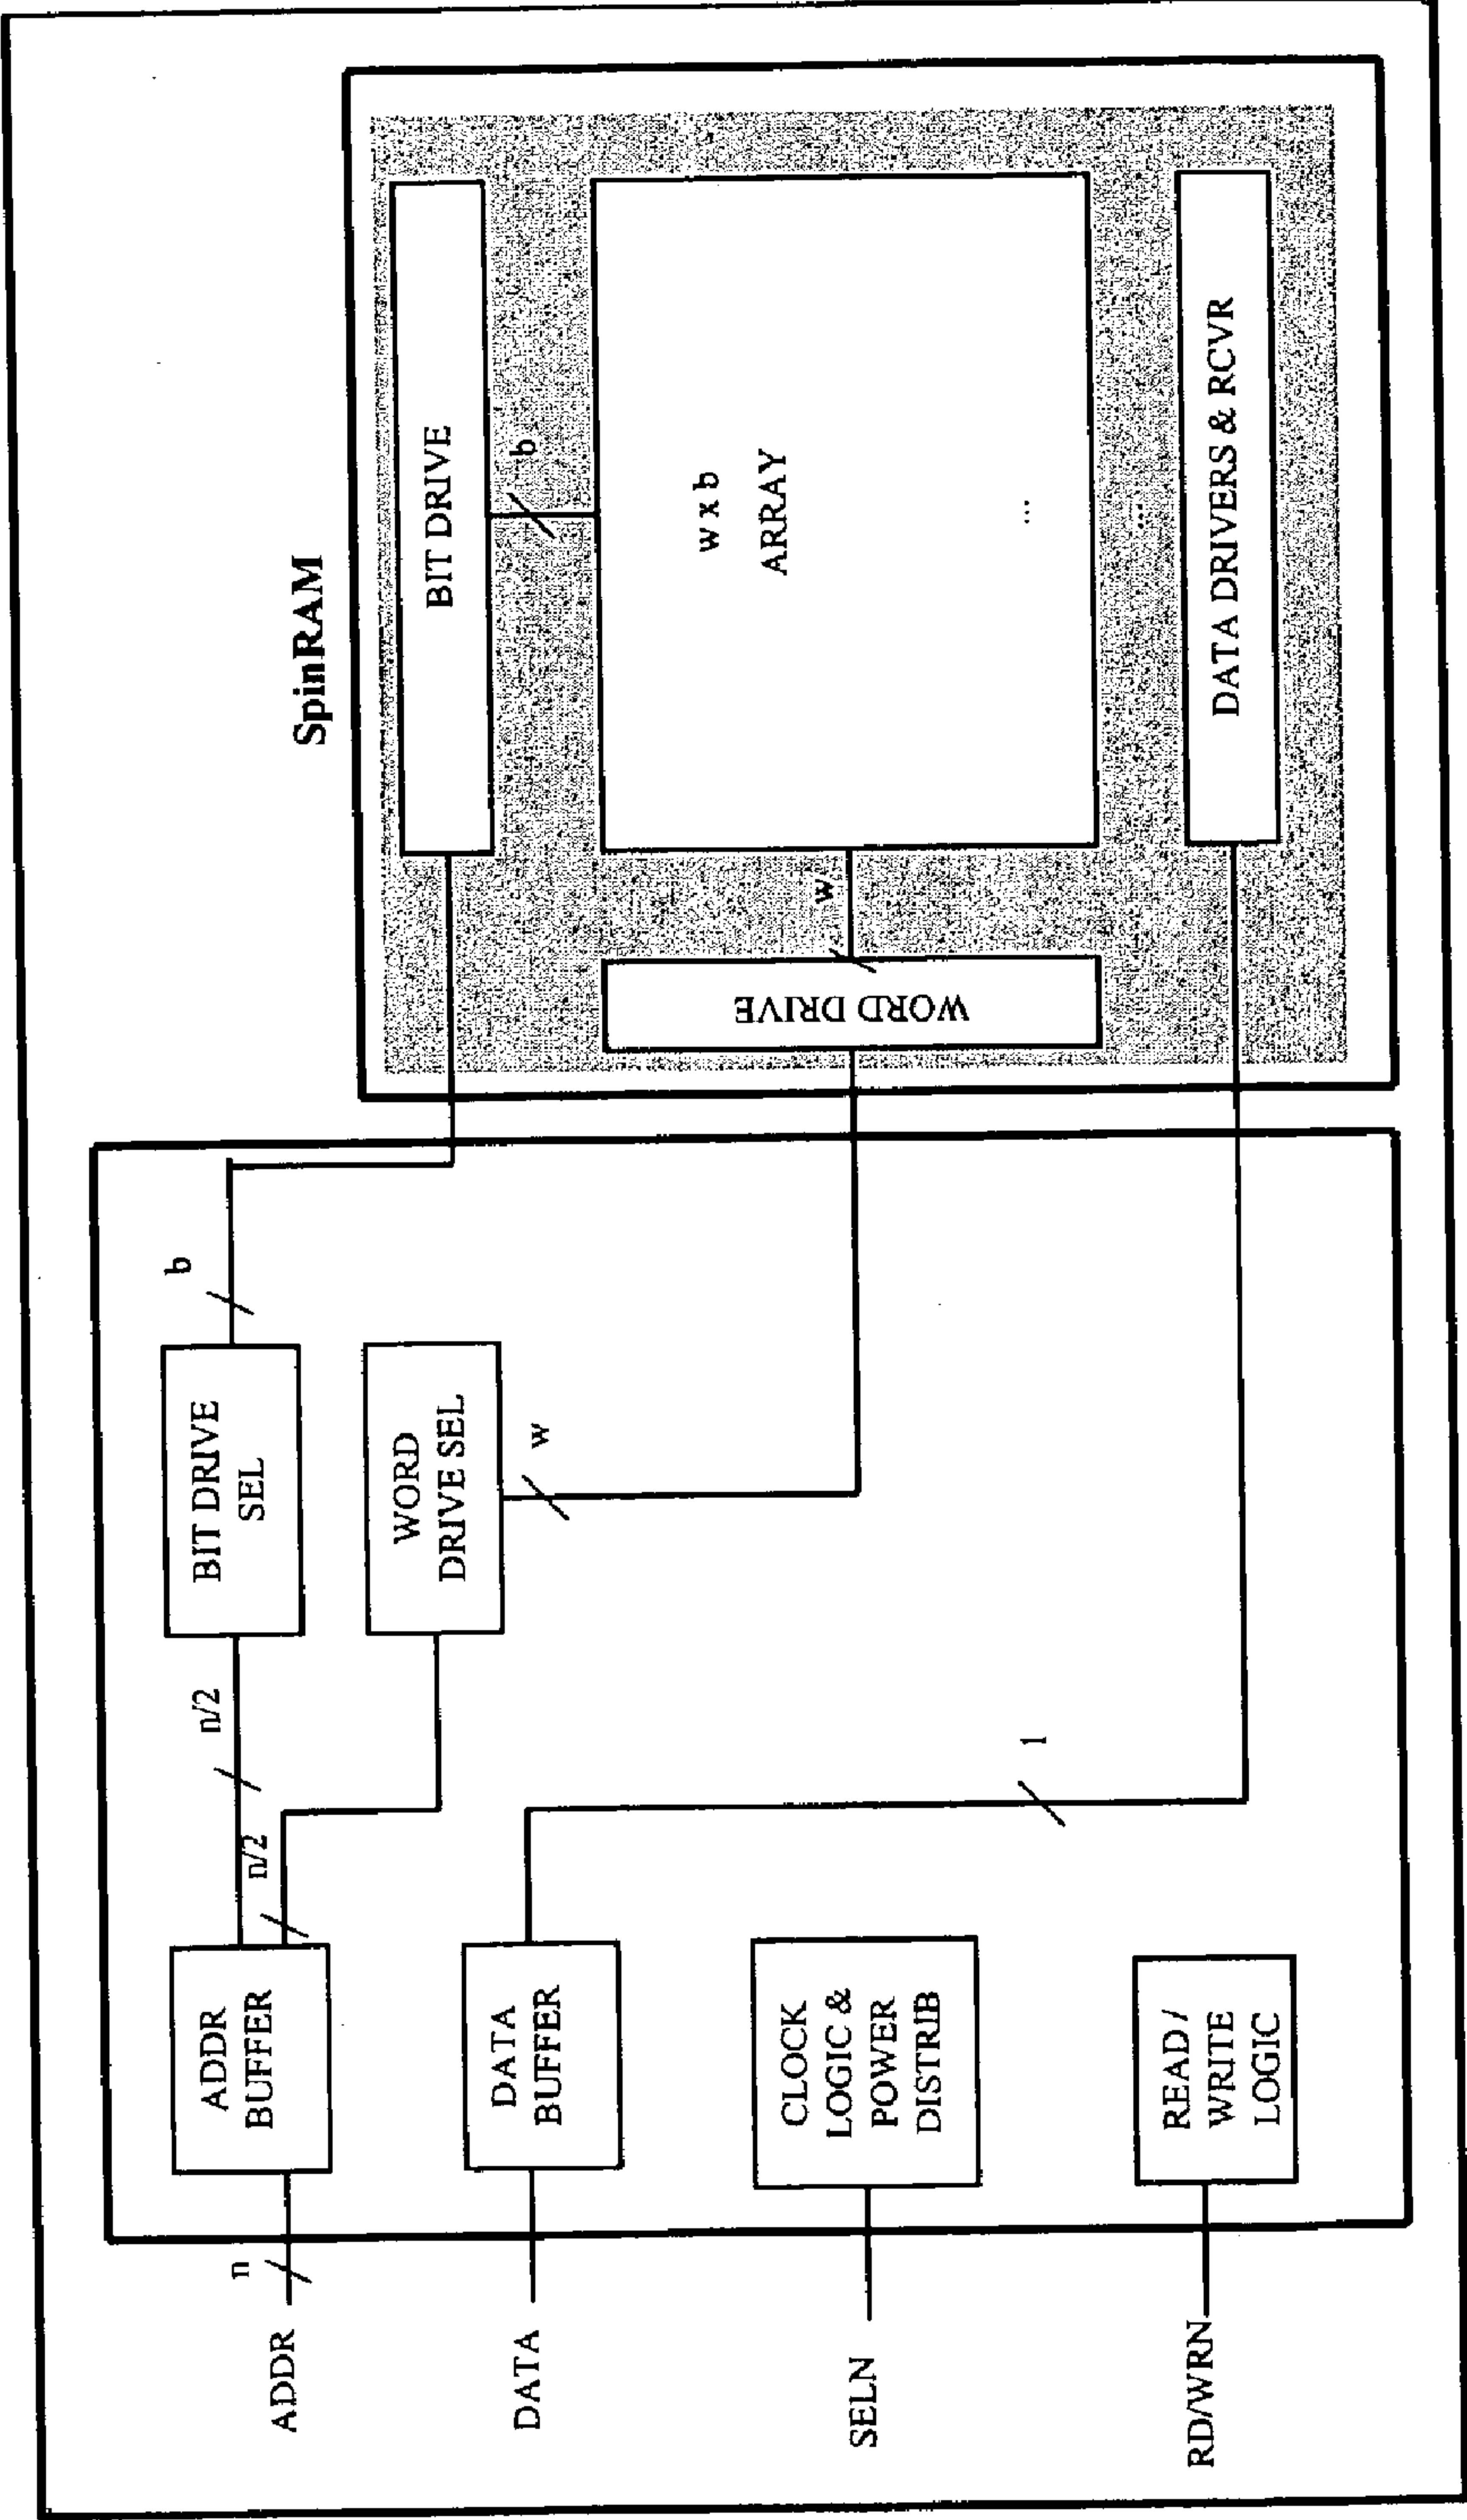 SpinRAM
ADDR
n
ADDR
BUFFER
n/2
n/2
BIT DRIVE
SEL
b
WORD
DRIVE SEL
w
DATA
DATA
BUFFER
1
SELN
CLOCK
LOGIC &
POWER
DISTRIB
RD/WRN
READ /
WRITE
LOGIC
BIT DRIVE
b
WORD DRIVE
w
w x b
ARRAY
...
....
DATA DRIVERS & RCVR